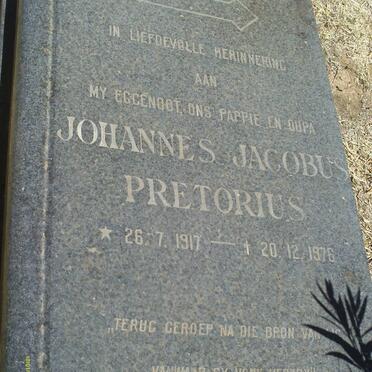 IN LIEFDEVOLLE HERINNERING
AAN
MY EGGENOOT, ONS PAPPIE EN OUPA
JOHANNES JACOBUS
PRETORIUS
* 26.7.1917 — † 20.12.1976
„TERUG GEROEP NA DIE BRON VAN